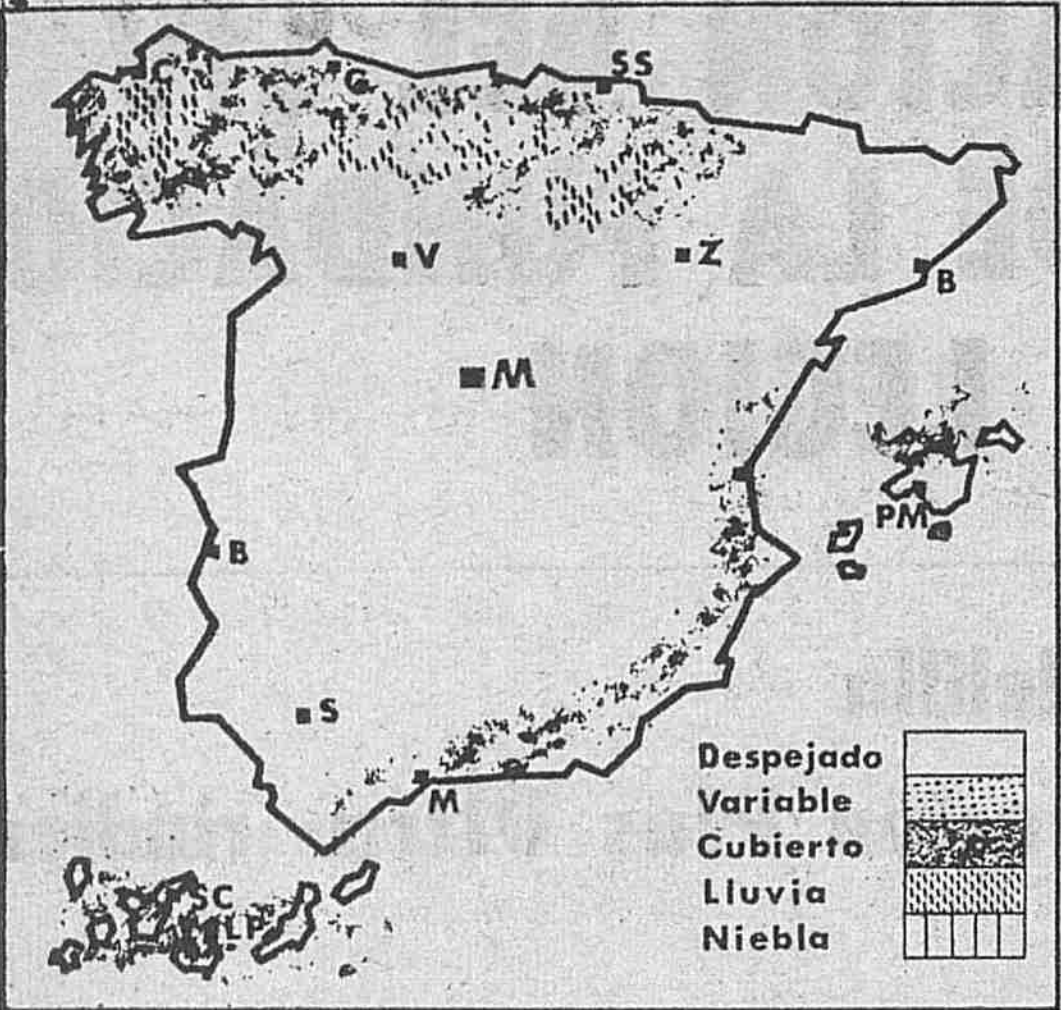 C
G
SS
V
Z
B
M
PM
B
S
M
SC
LP
Despejado
Variable
Cubierto
Lluvia
Niebla